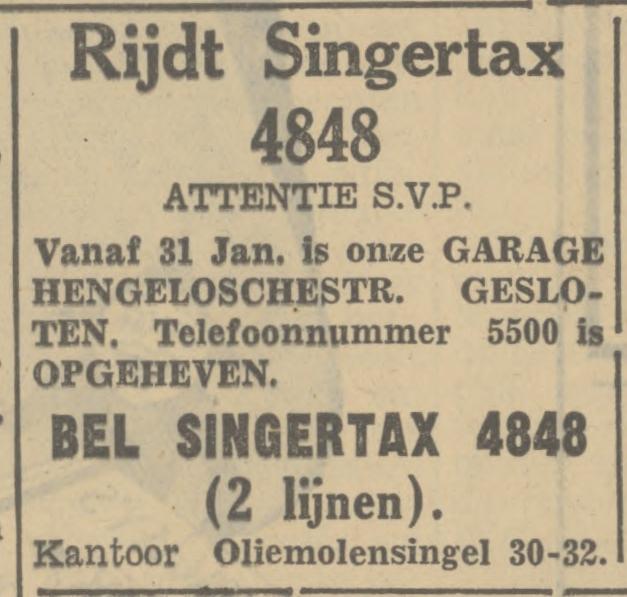 Rijdt Singertax
4848
ATTENTIE S.V.P.
Vanaf 31 Jan. is onze GARAGE
HENGELOSCHESTR. GESLO-
TEN. Telefoonnummer 5500 is
OPGEHEVEN.
BEL SINGERTAX 4848
(2 lijnen).
Kantoor Oliemolensingel 30-32.